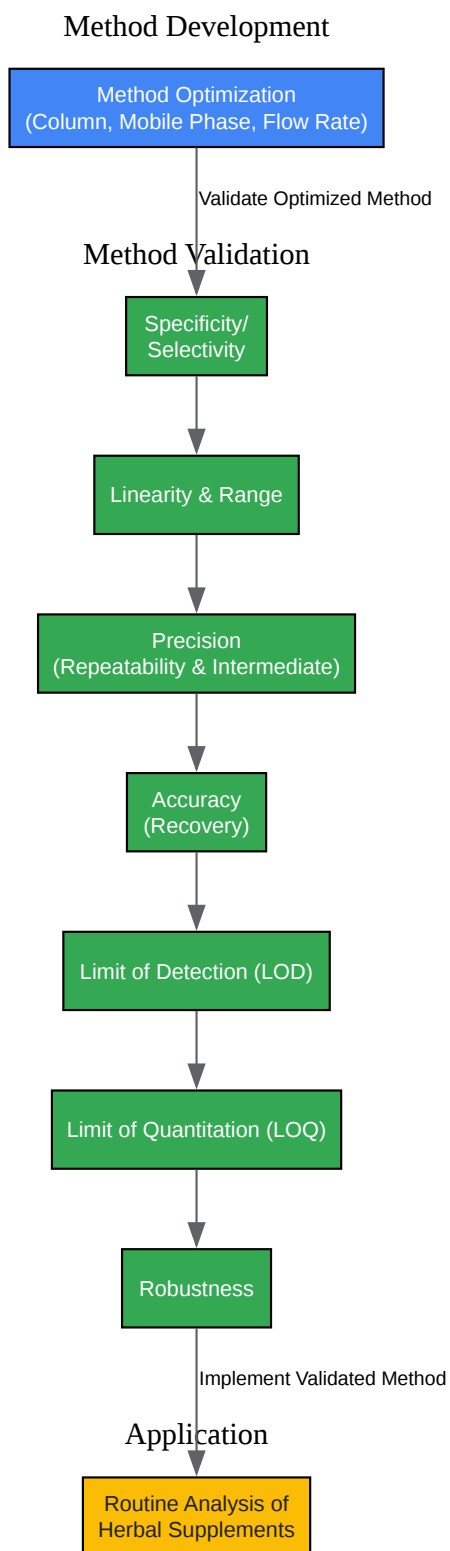 Method Development
Method Optimization
(Column, Mobile Phase, Flow Rate)
Validate Optimized Method
Method Validation
Specificity/
Selectivity
Linearity & Range
Precision
(Repeatability & Intermediate)
Accuracy
(Recovery)
Limit of Detection (LOD)
Limit of Quantitation (LOQ)
Robustness
Implement Validated Method
Application
Routine Analysis of
Herbal Supplements